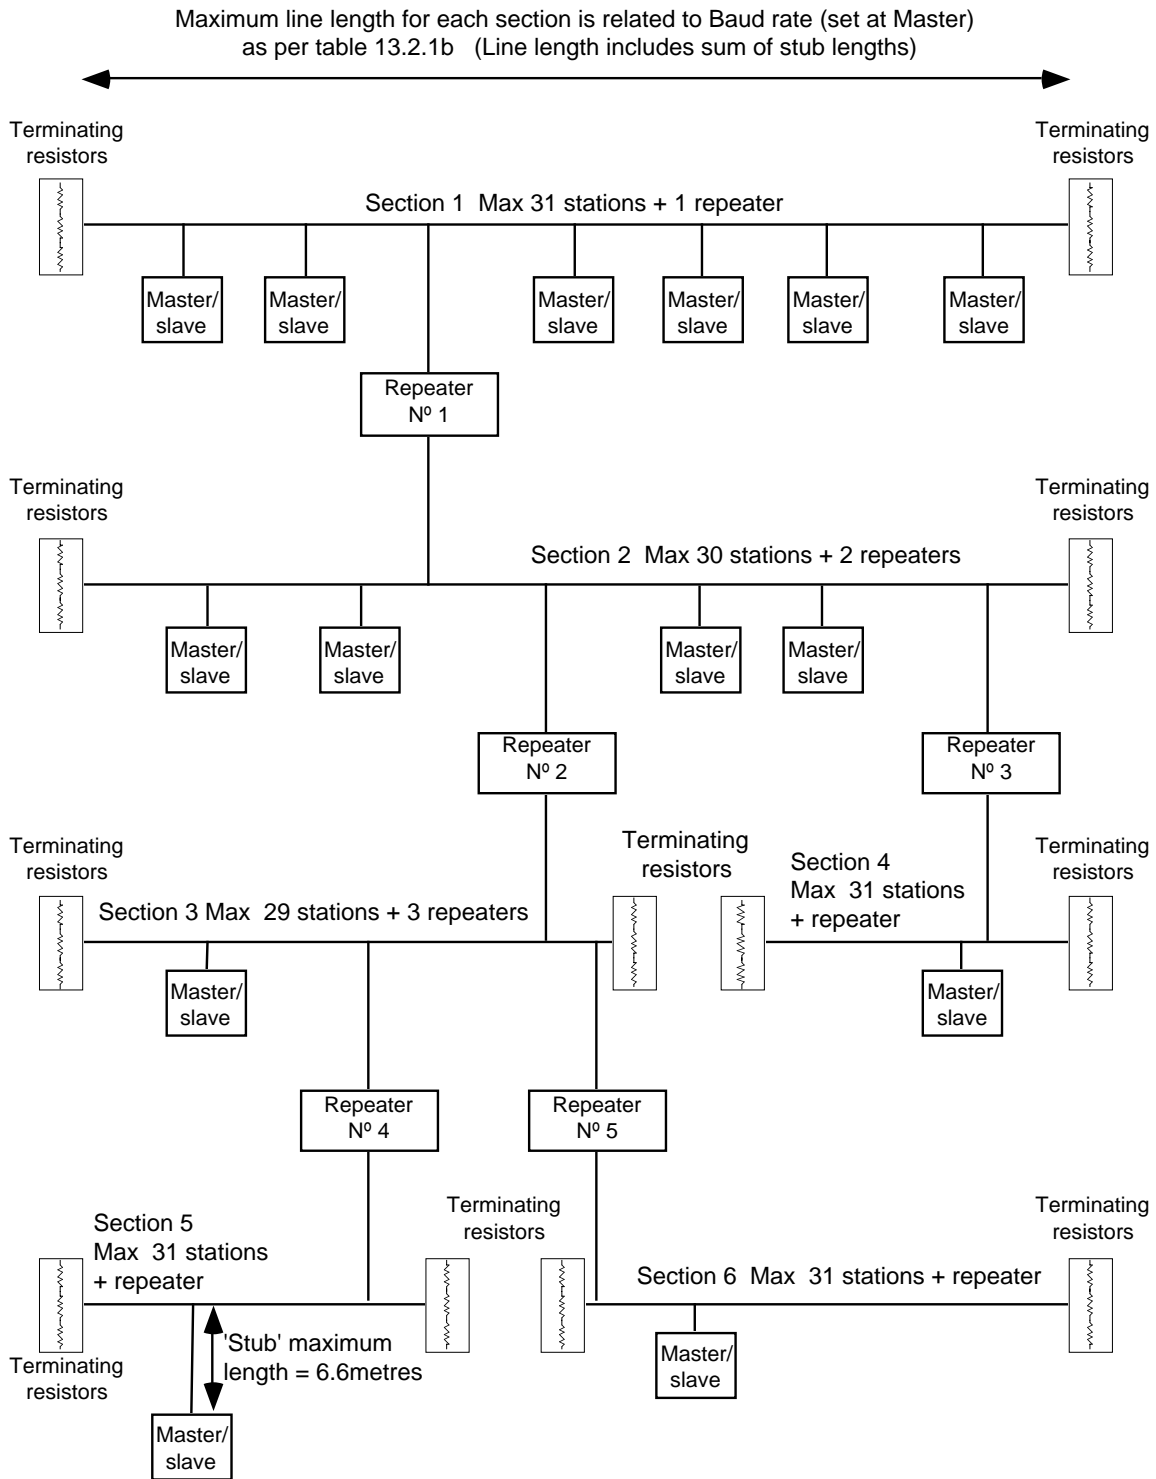 Maximum line length for each section is related to Baud rate (set at Master)
as per table 13.2.1b (Line length includes sum of stub lengths)
Terminating
resistors
Terminating
resistors
Section 1 Max 31 stations + 1 repeater
Master/
slave
Master/
slave
Master/
slave
Master/
slave
Master/
slave
Master/
slave
Repeater
Nº 1
Terminating
resistors
Terminating
resistors
Section 2 Max 30 stations + 2 repeaters
Master/
slave
Master/
slave
Master/
slave
Master/
slave
Repeater
Nº 2
Repeater
Nº 3
Terminating
resistors
Terminating
resistors
Section 4
Max 31 stations
+ repeater
Terminating
resistors
Section 3 Max 29 stations + 3 repeaters
Master/
slave
Master/
slave
Repeater
Nº 4
Repeater
Nº 5
Section 5
Max 31 stations
+ repeater
Terminating
resistors
Terminating
resistors
Section 6 Max 31 stations + repeater
Terminating
resistors
'Stub' maximum
length = 6.6metres
Master/
slave
Master/
slave